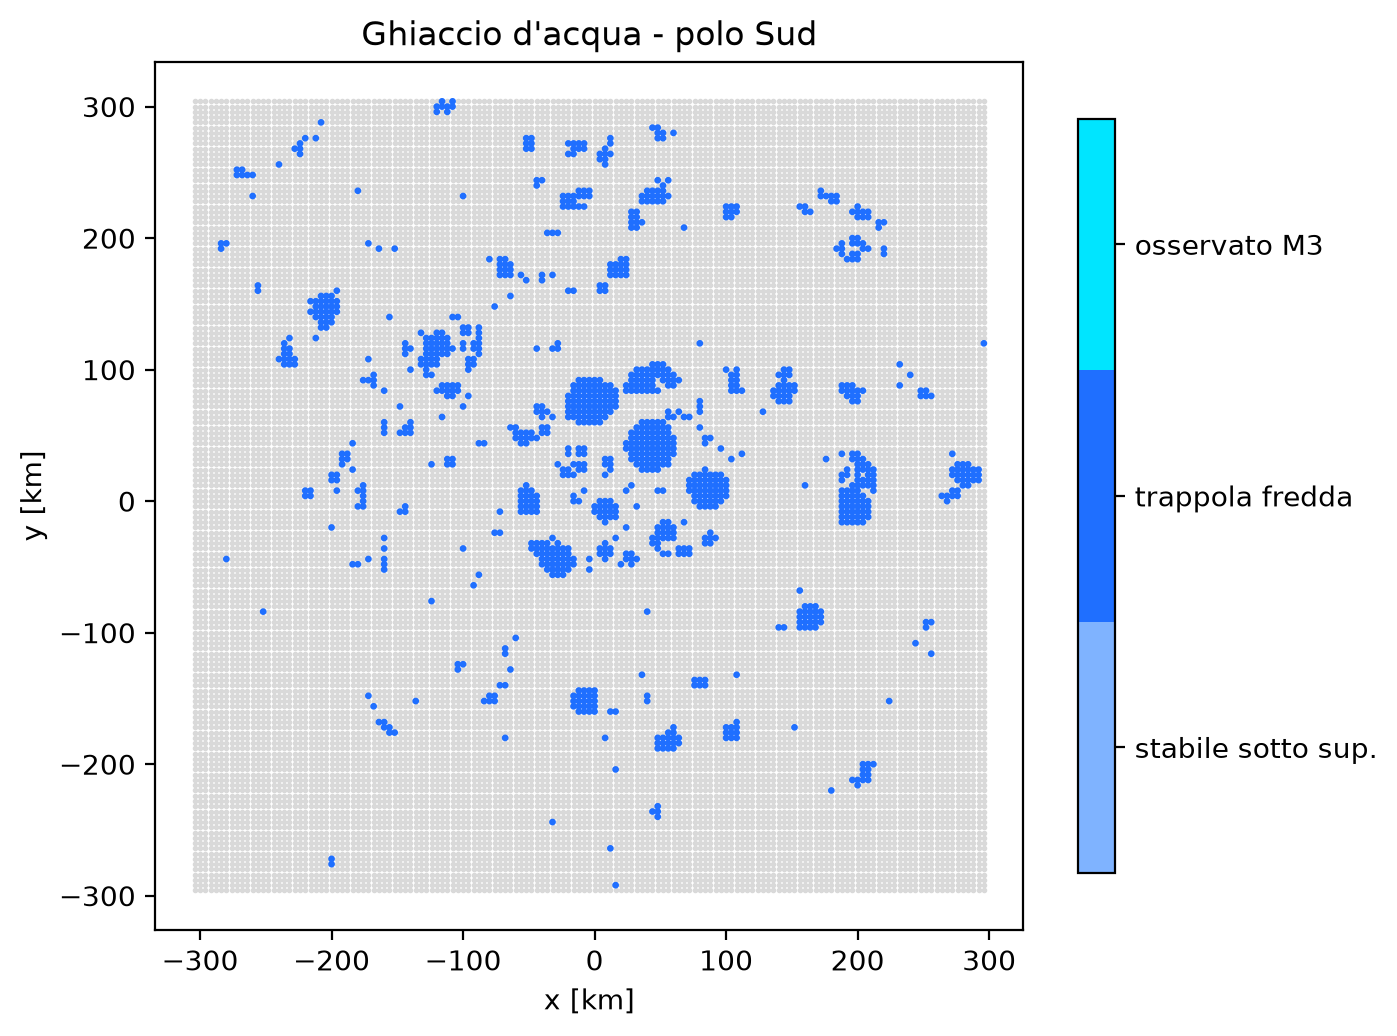 Ghiaccio d'acqua - polo Sud
300
200
100
0
−100
−200
−300
y [km]
−300 −200 −100 0 100 200 300
x [km]
osservato M3
trappola fredda
stabile sotto sup.